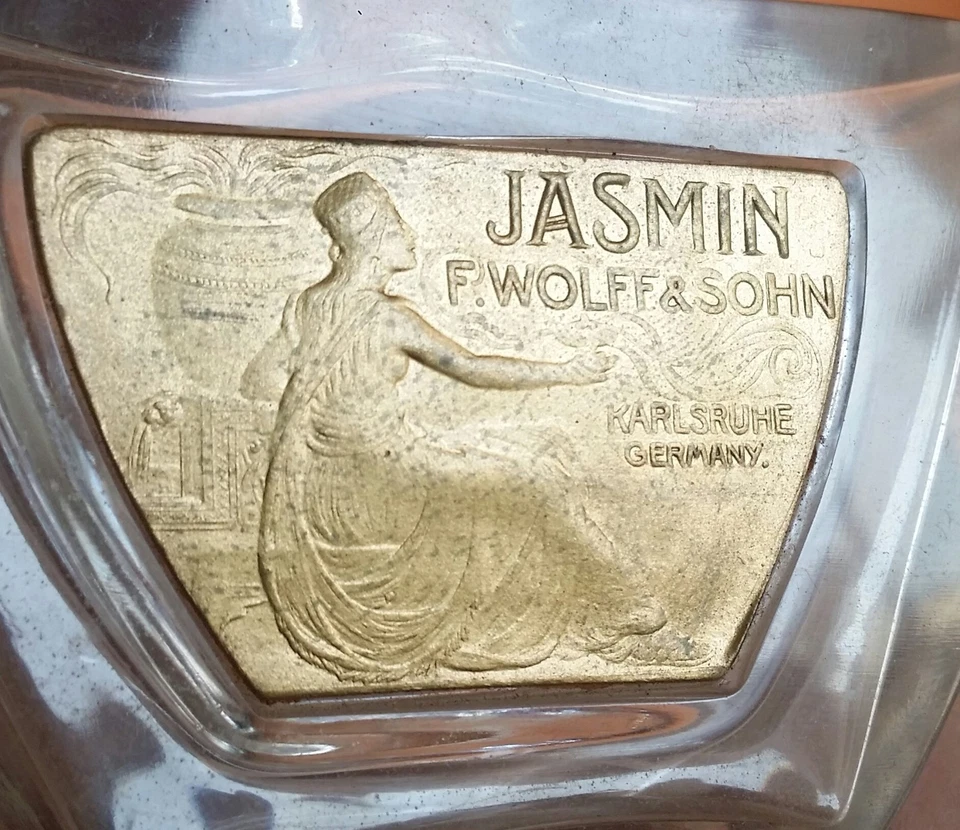 JASMIN
F. WOLFF & SOHN
KARLSRUHE
GERMANY.